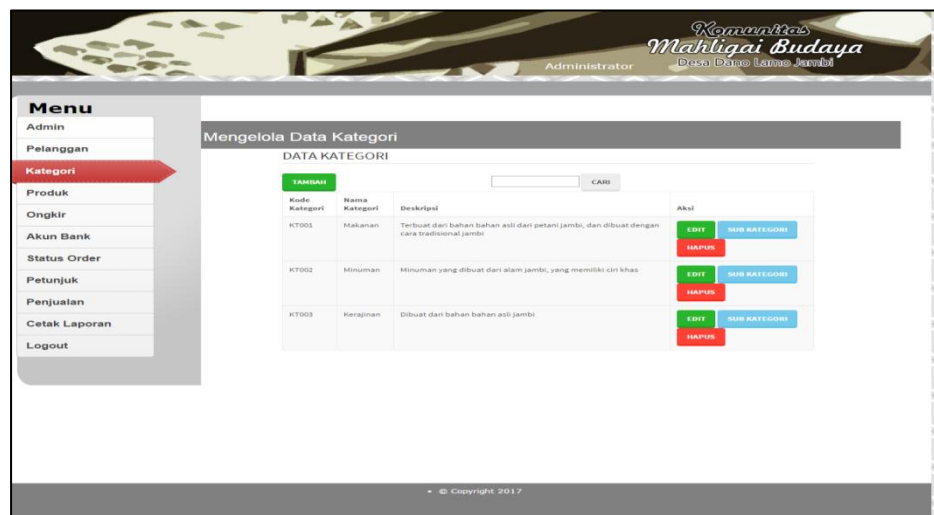 Komunitas
Mahligai Budaya
Administrator
Desa Dano Lamo Jambi
Menu
Admin
Pelanggan
Kategori
Produk
Ongkir
Akun Bank
Status Order
Petunjuk
Penjualan
Cetak Laporan
Logout
Mengelola Data Kategori
DATA KATEGORI
TAMBAH
CARI
Kode Kategori Nama Kategori Deskripsi Aksi
KT001 Makanan Terbuat dari bahan bahan asli dari petani jambi, dan dibuat dengan
cara tradisional jambi
EDIT SUB KATEGORI
HAPUS
KT002 Minuman Minuman yang dibuat dari alam jambi, yang memiliki ciri khas
EDIT SUB KATEGORI
HAPUS
KT003 Kerajinan Dibuat dari bahan bahan asli jambi
EDIT SUB KATEGORI
HAPUS
• © Copyright 2017